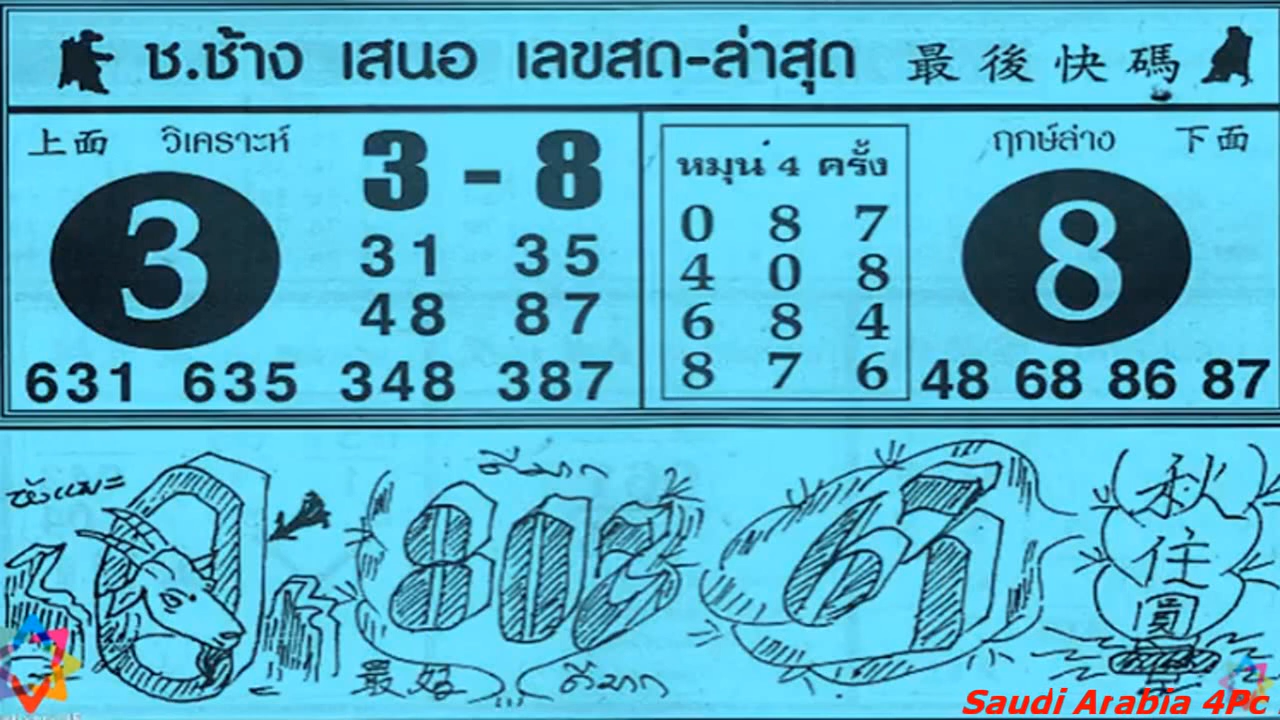 ช.ช้าง เสนอ เลขสด-ล่าสุด 最後快碼
上面 วิเคราะห์
3
3 - 8
31 35
48 87
631 635 348 387
หมุน 4 ครั้ง
0 8 7
4 0 8
6 8 4
8 7 6
ฤกษ์ล่าง 下面
8
48 68 86 87
ดีมาก
0
802
67
秋
住
圓
最好
ดีมาก
Saudi Arabia 4Pc